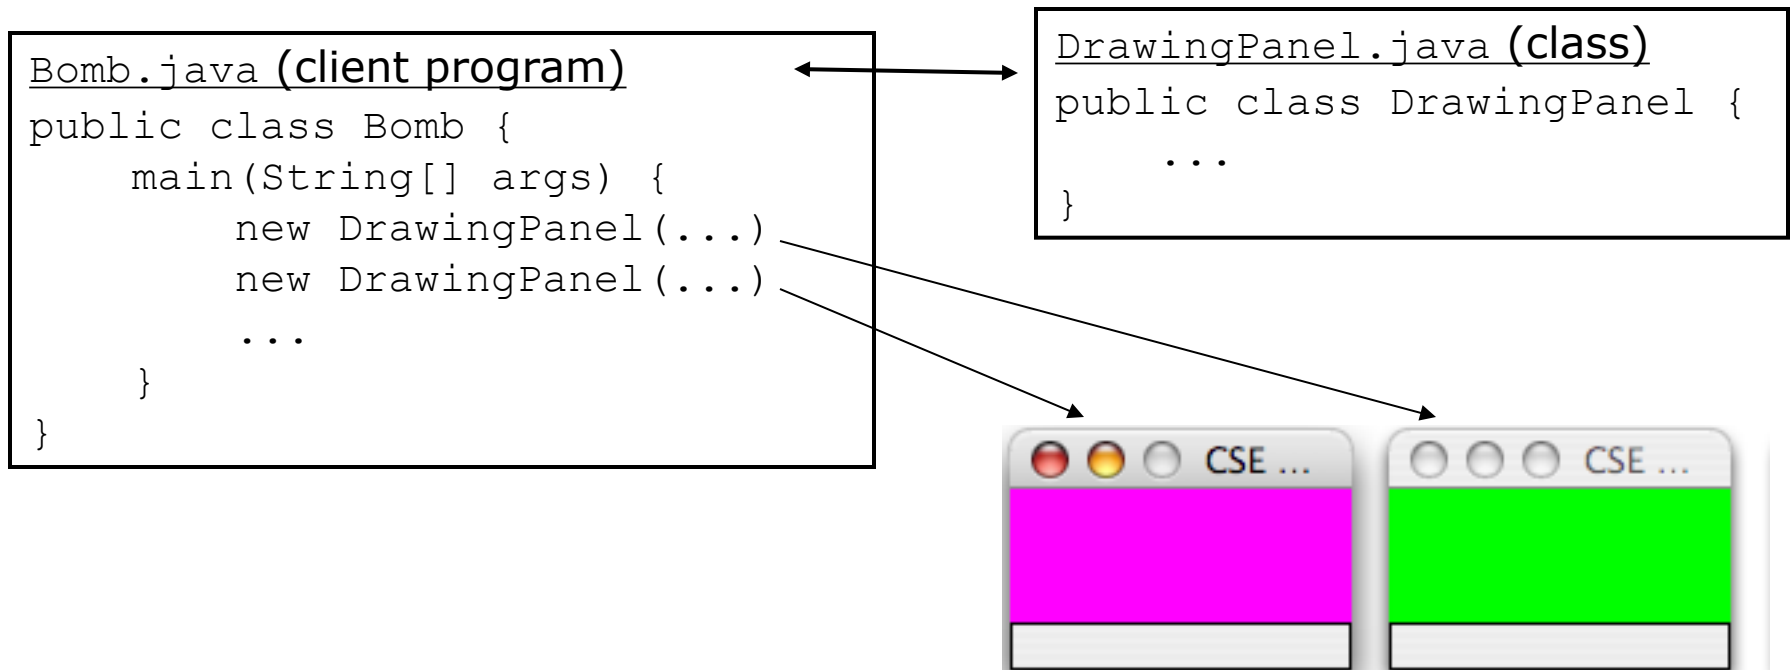 Bomb.java (client program)
public class Bomb {
main(String[] args) {
new DrawingPanel(...)
new DrawingPanel(...)
...
}
}
DrawingPanel.java (class)
public class DrawingPanel {
...
}
CSE ...
CSE ...